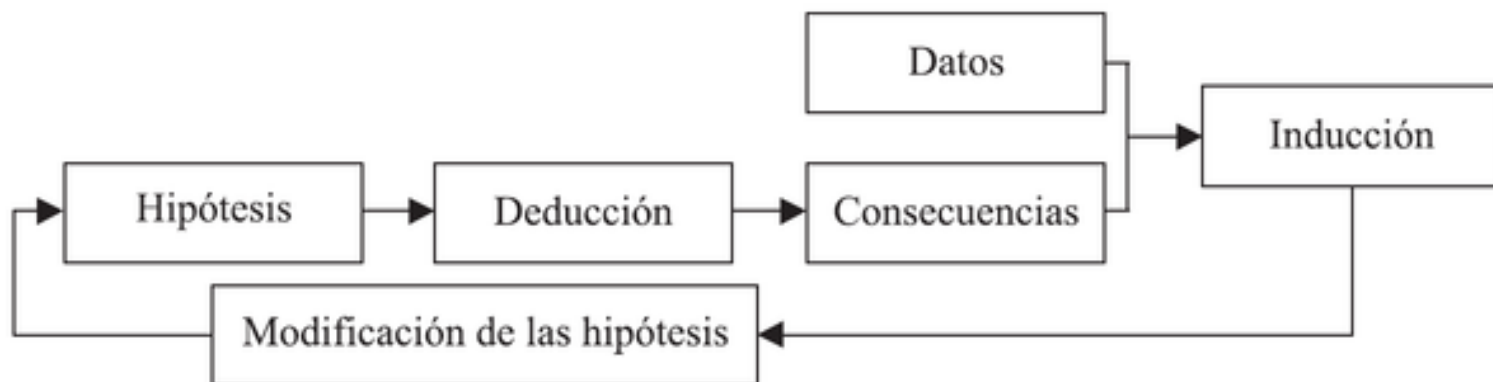 Datos
Inducción
Hipótesis
Deducción
Consecuencias
Modificación de las hipótesis